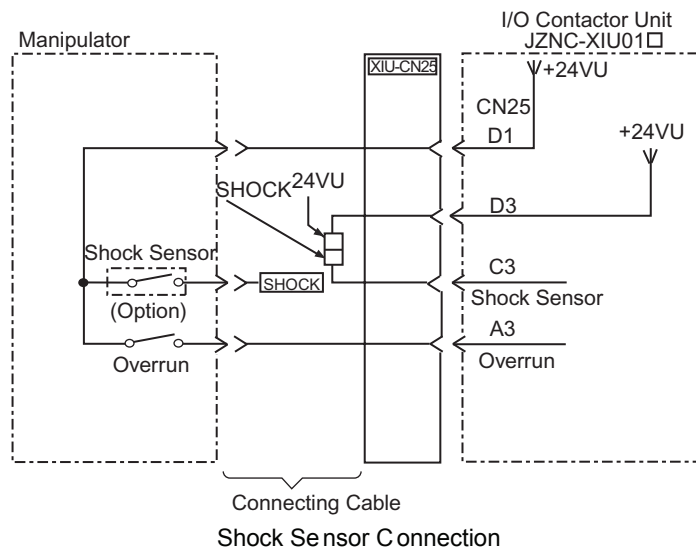 I/O Contactor Unit
JZNC-XIU01□
Manipulator
XIU-CN25
+24VU
CN25
D1
+24VU
SHOCK
24VU
D3
Shock Sensor
SHOCK
C3
Shock Sensor
(Option)
A3
Overrun
Overrun
Connecting Cable
Shock Sensor Connection